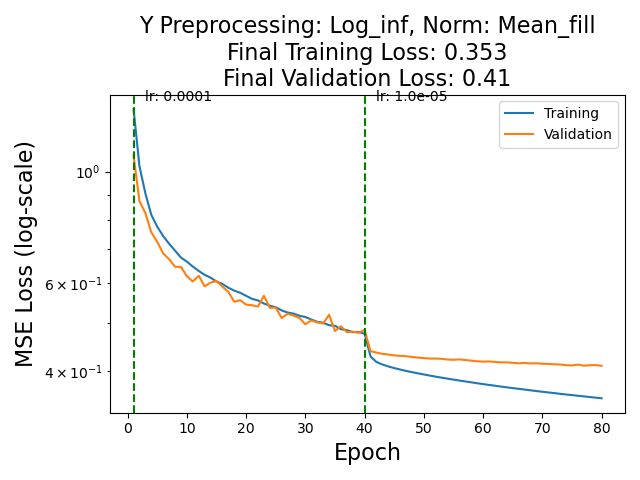 Y Preprocessing: Log_inf, Norm: Mean_fill
Final Training Loss: 0.353
Final Validation Loss: 0.41
lr: 0.0001
lr: 1.0e-05
Training
Validation
MSE Loss (log-scale)
10⁰
6 × 10⁻¹
4 × 10⁻¹
0 10 20 30 40 50 60 70 80
Epoch